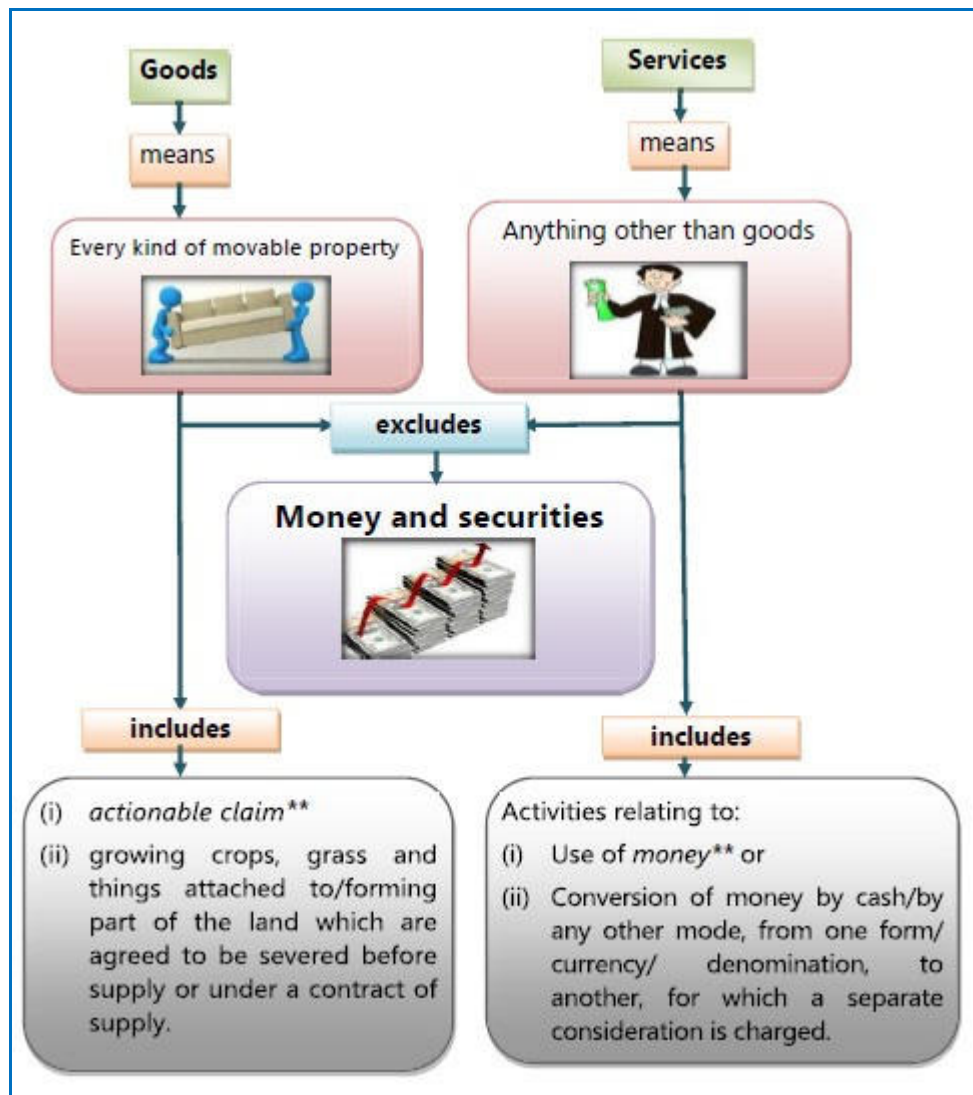 Goods
means
Every kind of movable property
Services
means
Anything other than goods
excludes
Money and securities
includes
(i) actionable claim**
(ii) growing crops, grass and
things attached to/forming
part of the land which are
agreed to be severed before
supply or under a contract of
supply.
includes
Activities relating to:
(i) Use of money** or
(ii) Conversion of money by cash/by
any other mode, from one form/
currency/ denomination, to
another, for which a separate
consideration is charged.